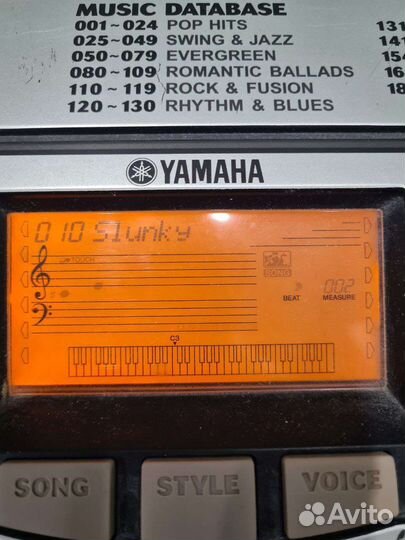 MUSIC DATABASE
001~024 POP HITS
025~049 SWING & JAZZ
050~079 EVERGREEN
080~109 ROMANTIC BALLADS
110~119 ROCK & FUSION
120~130 RHYTHM & BLUES
131
141
154
16
18
YAMAHA
010 Slunky
TOUCH
SONG
002
BEAT MEASURE
C3
SONG STYLE VOICE
Avito